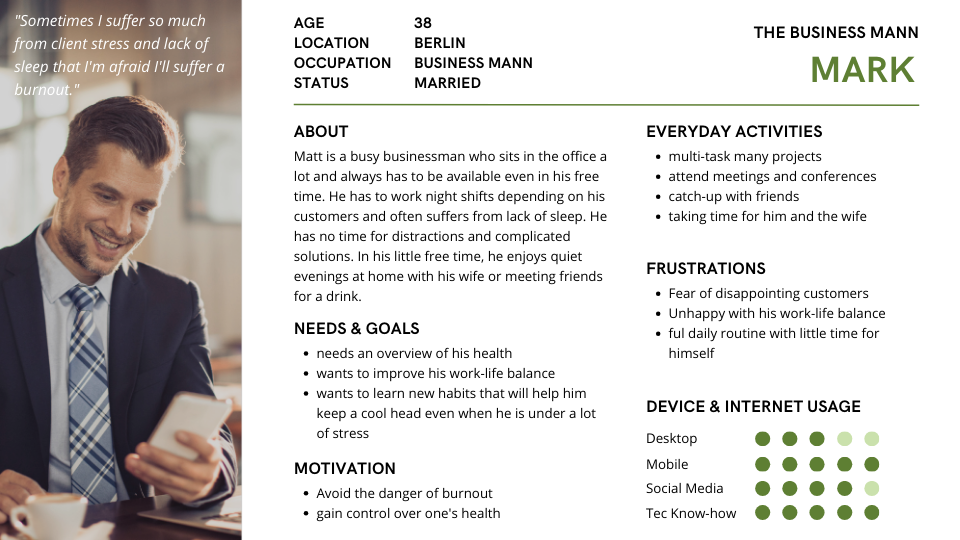 "Sometimes I suffer so much
from client stress and lack of
sleep that I'm afraid I'll suffer a
burnout."
AGE 38
LOCATION BERLIN
OCCUPATION BUSINESS MANN
STATUS MARRIED
THE BUSINESS MANN
MARK
ABOUT
Matt is a busy businessman who sits in the office a
lot and always has to be available even in his free
time. He has to work night shifts depending on his
customers and often suffers from lack of sleep. He
has no time for distractions and complicated
solutions. In his little free time, he enjoys quiet
evenings at home with his wife or meeting friends
for a drink.
NEEDS & GOALS
• needs an overview of his health
• wants to improve his work-life balance
• wants to learn new habits that will help him
keep a cool head even when he is under a lot
of stress
MOTIVATION
• Avoid the danger of burnout
• gain control over one's health
EVERYDAY ACTIVITIES
• multi-task many projects
• attend meetings and conferences
• catch-up with friends
• taking time for him and the wife
FRUSTRATIONS
• Fear of disappointing customers
• Unhappy with his work-life balance
• ful daily routine with little time for
himself
DEVICE & INTERNET USAGE
Desktop
Mobile
Social Media
Tec Know-how